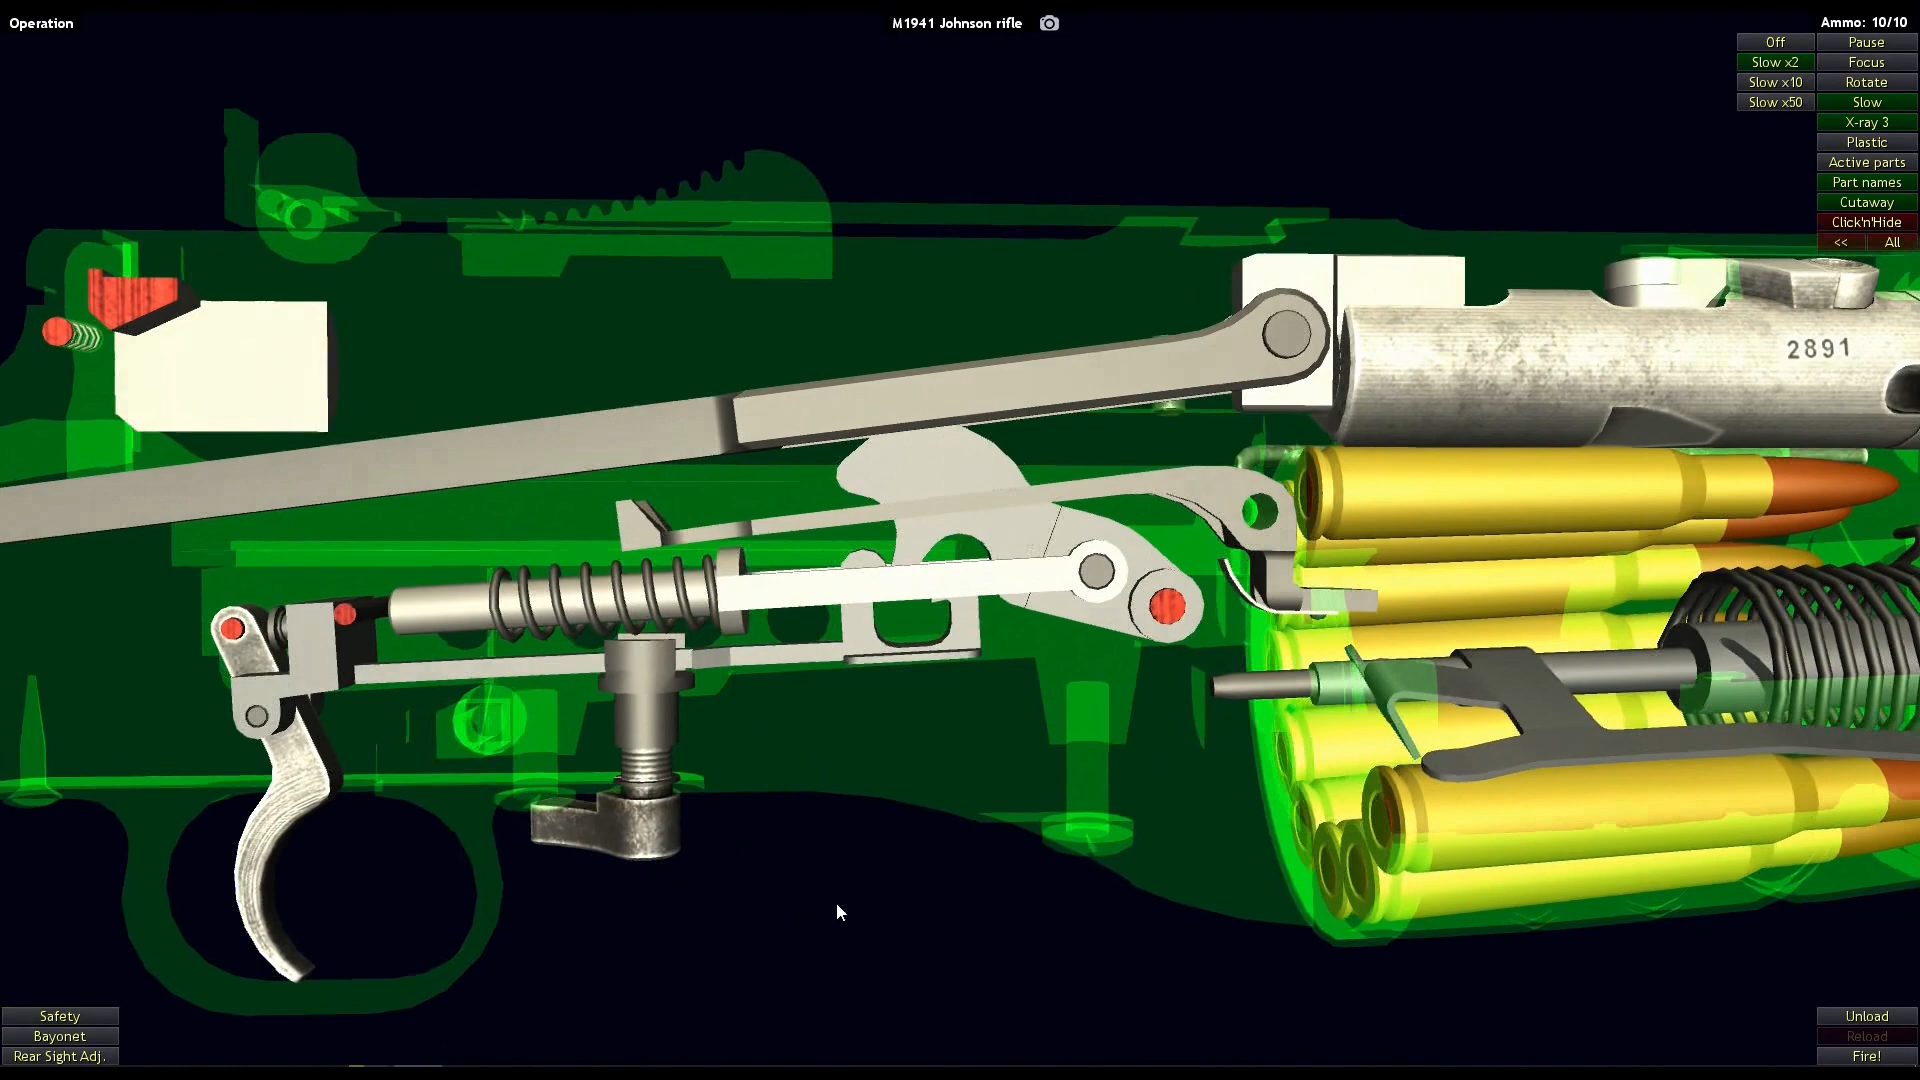 Operation
M1941 Johnson rifle
Ammo: 10/10
Off
Pause
Slow x2
Focus
Slow x10
Rotate
Slow x50
Slow
X-ray 3
Plastic
Active parts
Part names
Cutaway
Click'n'Hide
<< All
2891
Safety
Bayonet
Rear Sight Adj.
Unload
Reload
Fire!